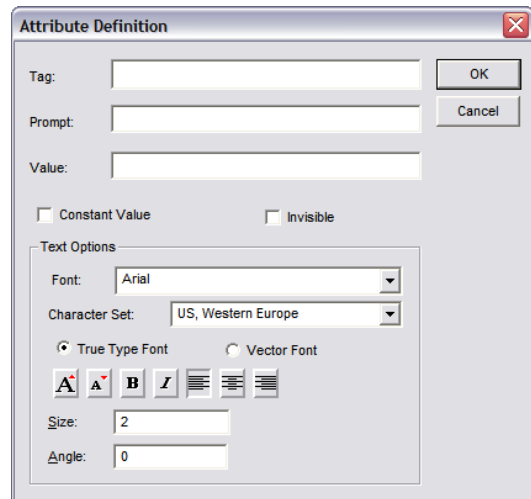 Attribute Definition
Tag:
OK
Prompt:
Cancel
Value:
Constant Value
Invisible
Text Options
Font:
Arial
Character Set:
US, Western Europe
True Type Font
Vector Font
A A B I
Size:
2
Angle:
0